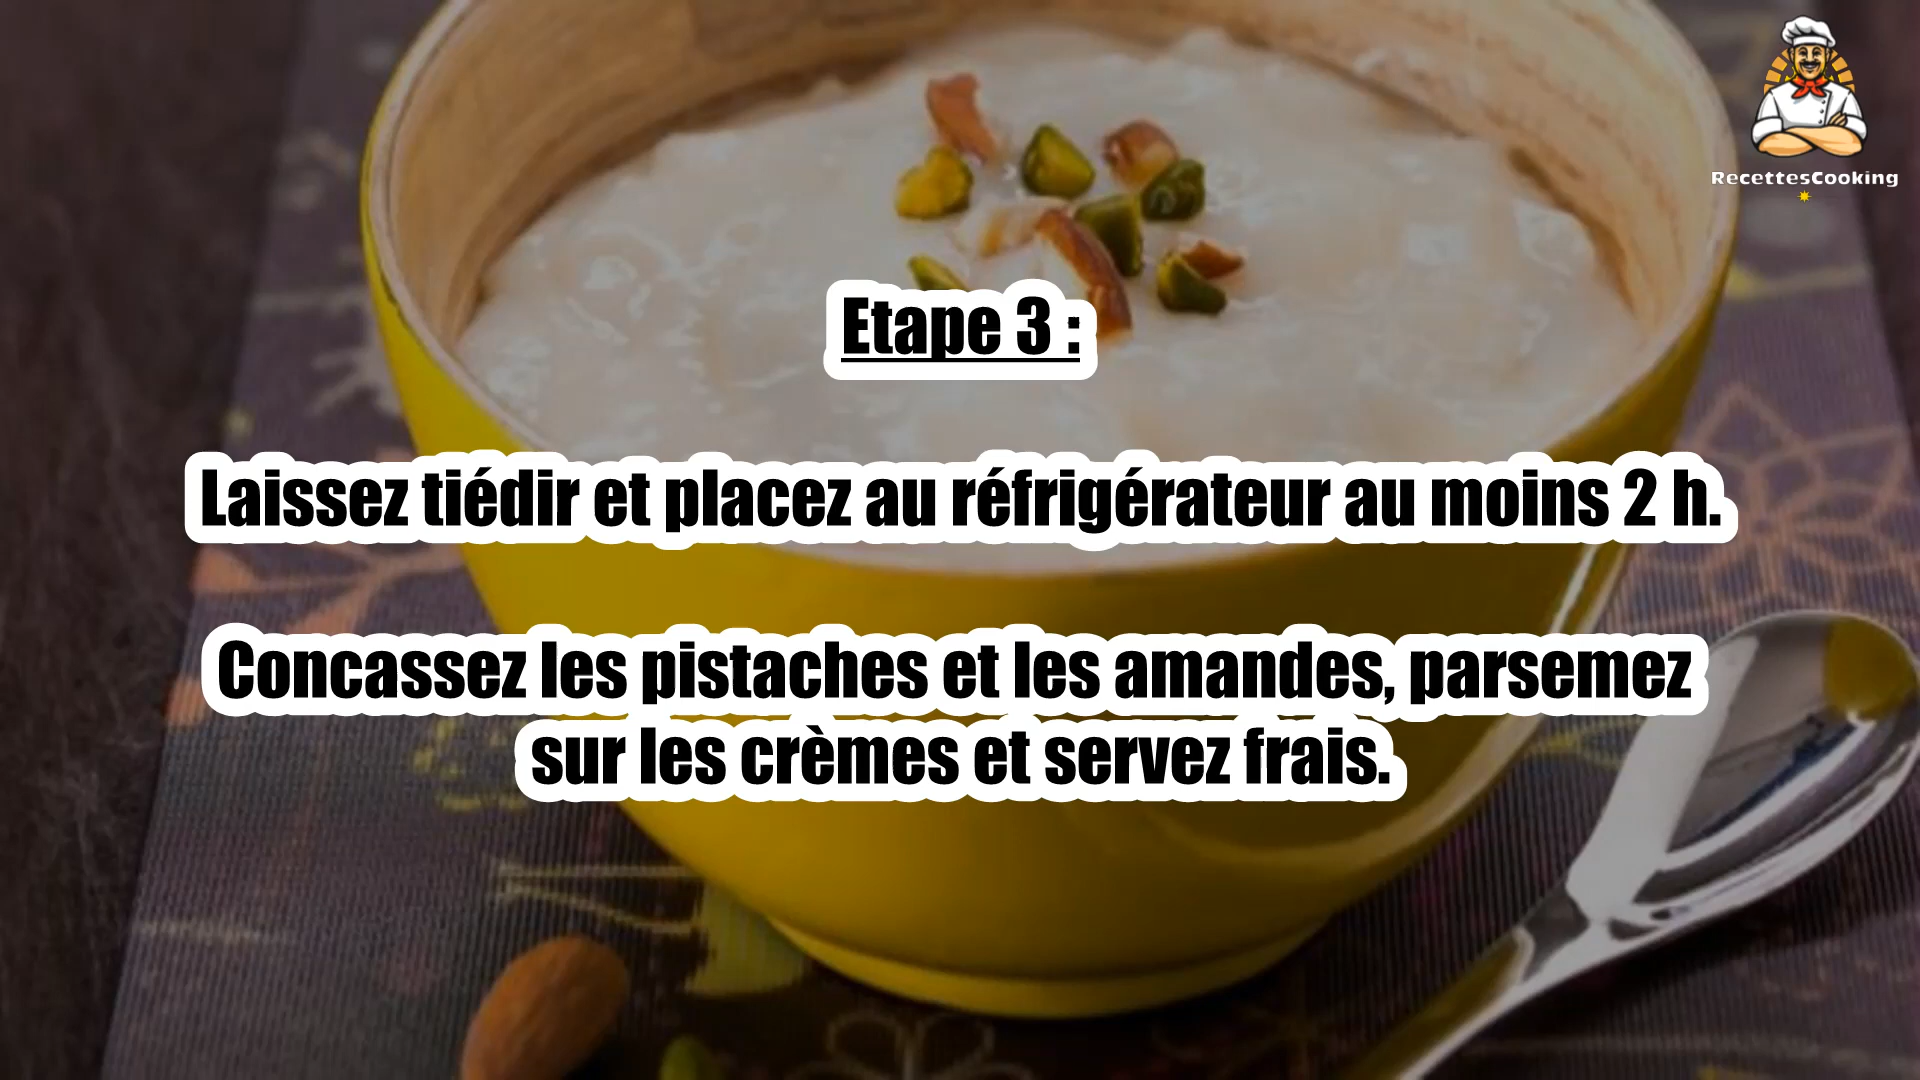 RecettesCooking
Etape 3 :
Laissez tiédir et placez au réfrigérateur au moins 2 h.
Concassez les pistaches et les amandes, parsemez
sur les crèmes et servez frais.